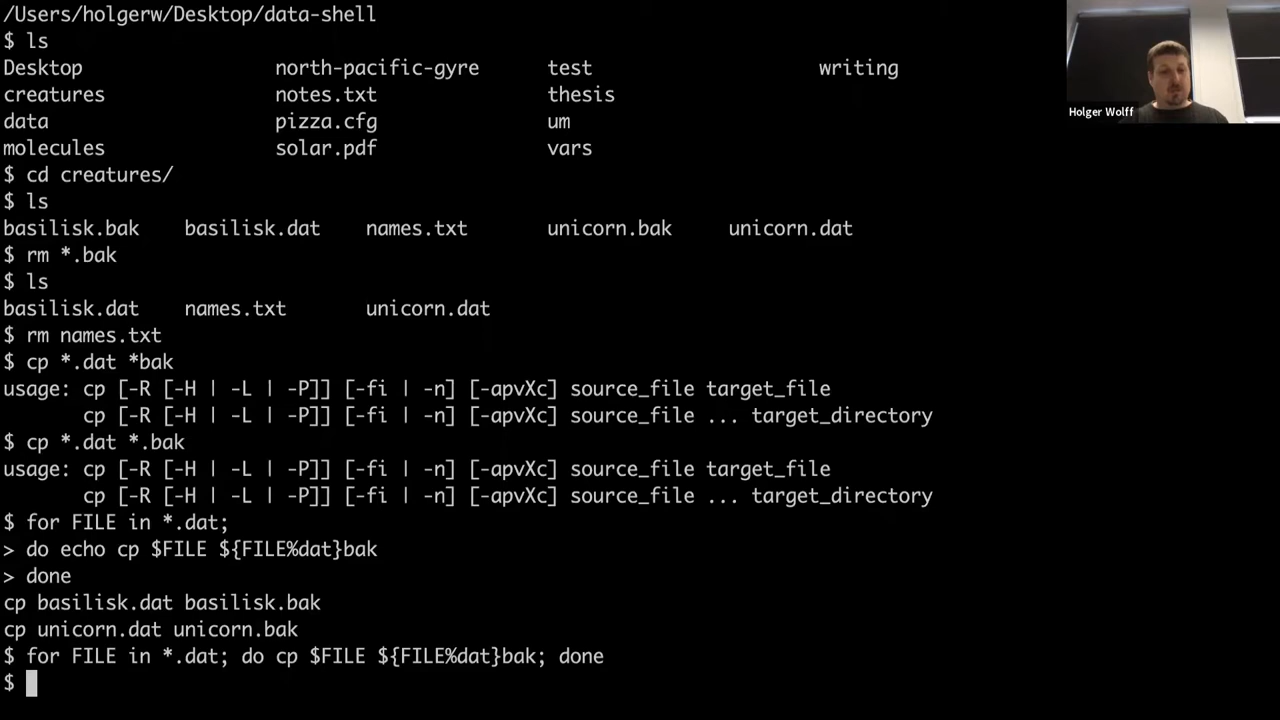 /Users/holgerw/Desktop/data-shell
$ ls
Desktop north-pacific-gyre test writing
creatures notes.txt thesis
data pizza.cfg um
molecules solar.pdf vars
$ cd creatures/
$ ls
basilisk.bak basilisk.dat names.txt unicorn.bak unicorn.dat
$ rm *.bak
$ ls
basilisk.dat names.txt unicorn.dat
$ rm names.txt
$ cp *.dat *bak
usage: cp [-R [-H | -L | -P]] [-fi | -n] [-apvXc] source_file target_file
cp [-R [-H | -L | -P]] [-fi | -n] [-apvXc] source_file ... target_directory
$ cp *.dat *.bak
usage: cp [-R [-H | -L | -P]] [-fi | -n] [-apvXc] source_file target_file
cp [-R [-H | -L | -P]] [-fi | -n] [-apvXc] source_file ... target_directory
$ for FILE in *.dat;
> do echo cp $FILE ${FILE%dat}bak
> done
cp basilisk.dat basilisk.bak
cp unicorn.dat unicorn.bak
$ for FILE in *.dat; do cp $FILE ${FILE%dat}bak; done
$
Holger Wolff